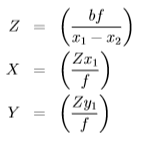 Z = ( bf / (x₁ − x₂) )
X = ( Zx₁ / f )
Y = ( Zy₁ / f )